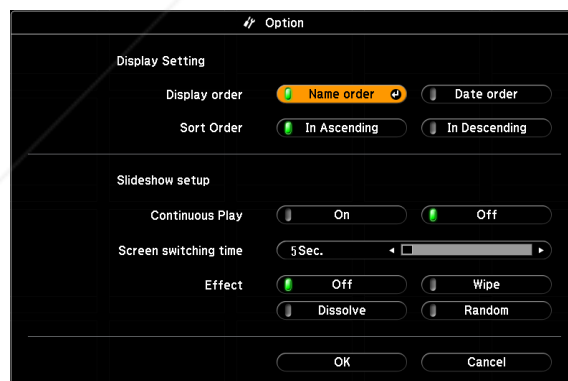 Option
Display Setting
Display order Name order Date order
Sort Order In Ascending In Descending
Slideshow setup
Continuous Play On Off
Screen switching time 5Sec.
Effect Off Wipe
Dissolve Random
OK Cancel